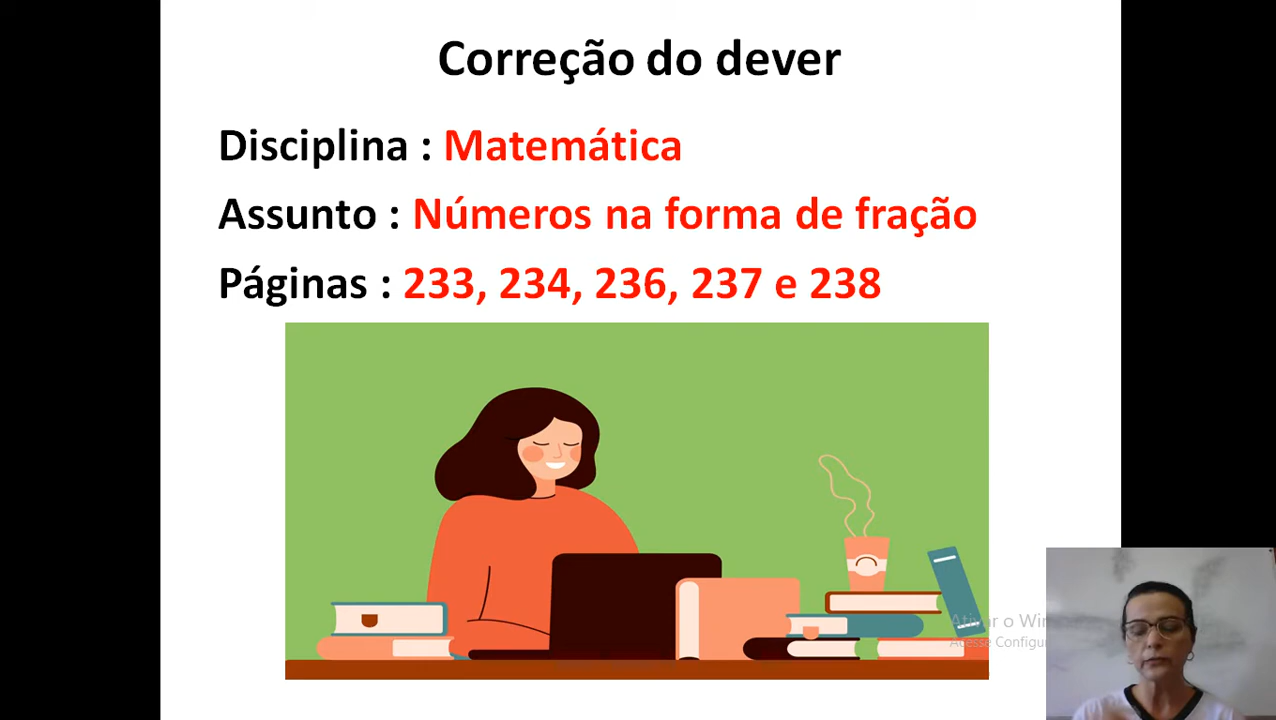 Correção do dever
Disciplina : Matemática
Assunto : Números na forma de fração
Páginas : 233, 234, 236, 237 e 238